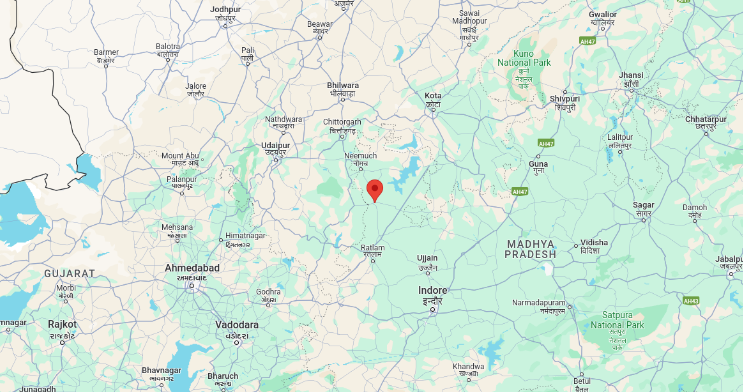 Jodhpur
जोधपुर
अजमेर
Beawar
ब्यावर
Sawai
Madhopur
सवाई
माधोपुर
Gwalior
ग्वालियर
AH47
Barmer
बाड़मेर
Balotra
बालोतरा
Pali
पाली
Kuno
National Park
कुनो
नेशनल
पार्क
Jhansi
झाँसी
Jalore
जालौर
Bhilwara
भीलवाड़ा
Kota
कोटा
Shivpuri
शिवपुरी
Chhatarpur
छतरपुर
Nathdwara
नाथद्वारा
Chittorgarh
चित्तौड़गढ़
Lalitpur
ललितपुर
AH47
Mount Abu
माउंट आबू
Udaipur
उदयपुर
Neemuch
नीमच
Guna
गुना
Palanpur
પાલનપુર
AH47
Sagar
सागर
Damoh
दमोह
Mehsana
મહેસાણા
Himatnagar
હિંમતનગર
Ratlam
रतलाम
Ujjain
उज्जैन
MADHYA
PRADESH
Vidisha
विदिशा
Jabalpur
जबलपुर
GUJARAT
Ahmedabad
અમદાવાદ
Morbi
મોરબી
Godhra
ગોધરા
Indore
इन्दौर
Narmadapuram
नर्मदापुरम
AH43
Satpura
National Park
सतपुड़ा
नेशनल
पार्क
mnagar
Rajkot
રાજકોટ
Vadodara
વડોદરા
Khandwa
खण्डवा
Bhavnagar
ભાવનગર
Bharuch
ભરૂચ
Betul
बैतूल
Junagadh